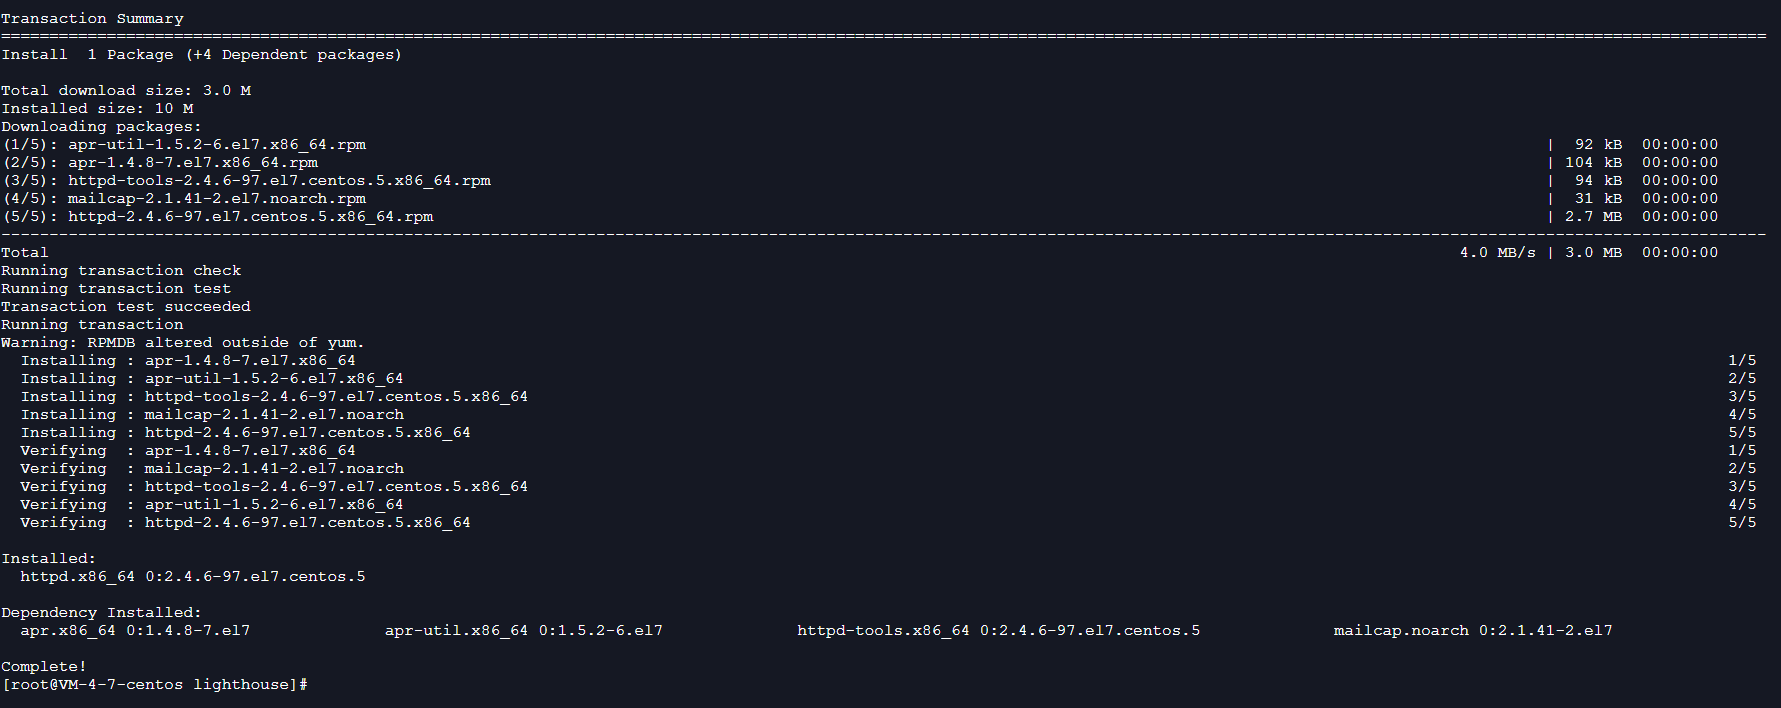 Transaction Summary
================================================================================================================================================================================================
Install  1 Package (+4 Dependent packages)
Total download size: 3.0 M
Installed size: 10 M
Downloading packages:
(1/5): apr-util-1.5.2-6.el7.x86_64.rpm | 92 kB 00:00:00
(2/5): apr-1.4.8-7.el7.x86_64.rpm | 104 kB 00:00:00
(3/5): httpd-tools-2.4.6-97.el7.centos.5.x86_64.rpm | 94 kB 00:00:00
(4/5): mailcap-2.1.41-2.el7.noarch.rpm | 31 kB 00:00:00
(5/5): httpd-2.4.6-97.el7.centos.5.x86_64.rpm | 2.7 MB 00:00:00
------------------------------------------------------------------------------------------------------------------------------------------------------------------------------------------------
Total 4.0 MB/s | 3.0 MB 00:00:00
Running transaction check
Running transaction test
Transaction test succeeded
Running transaction
Warning: RPMDB altered outside of yum.
  Installing : apr-1.4.8-7.el7.x86_64 1/5
  Installing : apr-util-1.5.2-6.el7.x86_64 2/5
  Installing : httpd-tools-2.4.6-97.el7.centos.5.x86_64 3/5
  Installing : mailcap-2.1.41-2.el7.noarch 4/5
  Installing : httpd-2.4.6-97.el7.centos.5.x86_64 5/5
  Verifying  : apr-1.4.8-7.el7.x86_64 1/5
  Verifying  : mailcap-2.1.41-2.el7.noarch 2/5
  Verifying  : httpd-tools-2.4.6-97.el7.centos.5.x86_64 3/5
  Verifying  : apr-util-1.5.2-6.el7.x86_64 4/5
  Verifying  : httpd-2.4.6-97.el7.centos.5.x86_64 5/5
Installed:
  httpd.x86_64 0:2.4.6-97.el7.centos.5
Dependency Installed:
  apr.x86_64 0:1.4.8-7.el7 apr-util.x86_64 0:1.5.2-6.el7 httpd-tools.x86_64 0:2.4.6-97.el7.centos.5 mailcap.noarch 0:2.1.41-2.el7
Complete!
[root@VM-4-7-centos lighthouse]#